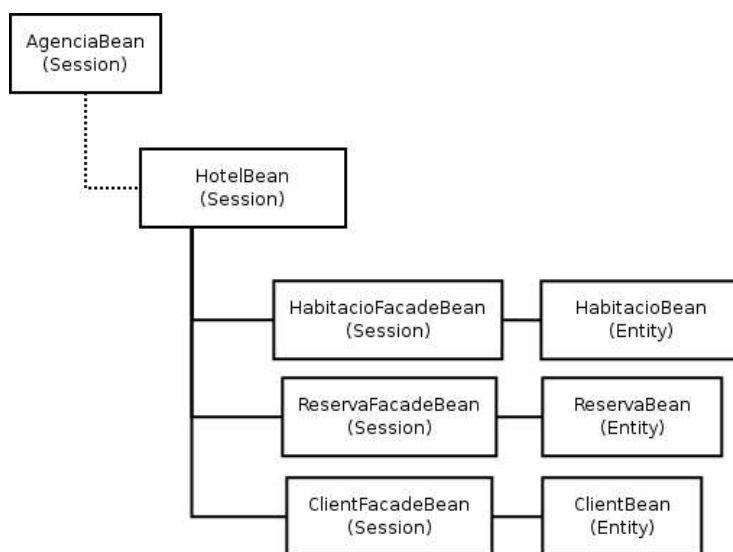 AgenciaBean
(Session)
HotelBean
(Session)
HabitacioFacadeBean
(Session)
HabitacioBean
(Entity)
ReservaFacadeBean
(Session)
ReservaBean
(Entity)
ClientFacadeBean
(Session)
ClientBean
(Entity)